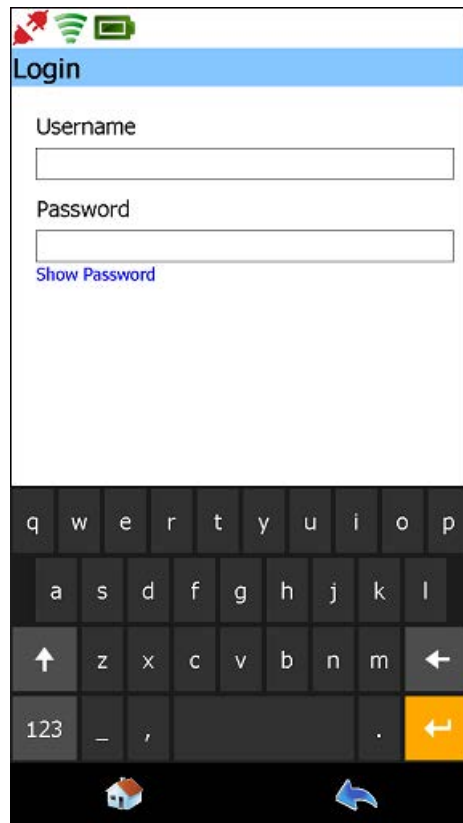 Login
Username
Password
Show Password
q w e r t y u i o p
a s d f g h j k l
z x c v b n m
123 _ , .